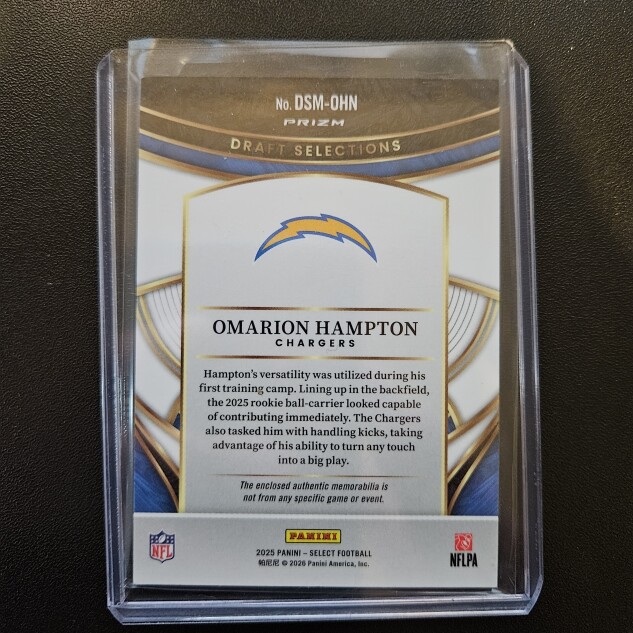 No. DSM-OHN
PRIZM
DRAFT SELECTIONS
OMARION HAMPTON
CHARGERS
Hampton's versatility was utilized during his
first training camp. Lining up in the backfield,
the 2025 rookie ball-carrier looked capable
of contributing immediately. The Chargers
also tasked him with handling kicks, taking
advantage of his ability to turn any touch
into a big play.
The enclosed authentic memorabilia is
not from any specific game or event.
PANINI
NFL
2025 PANINI – SELECT FOOTBALL
NFLPA
帕尼尼 © 2026 Panini America, Inc.